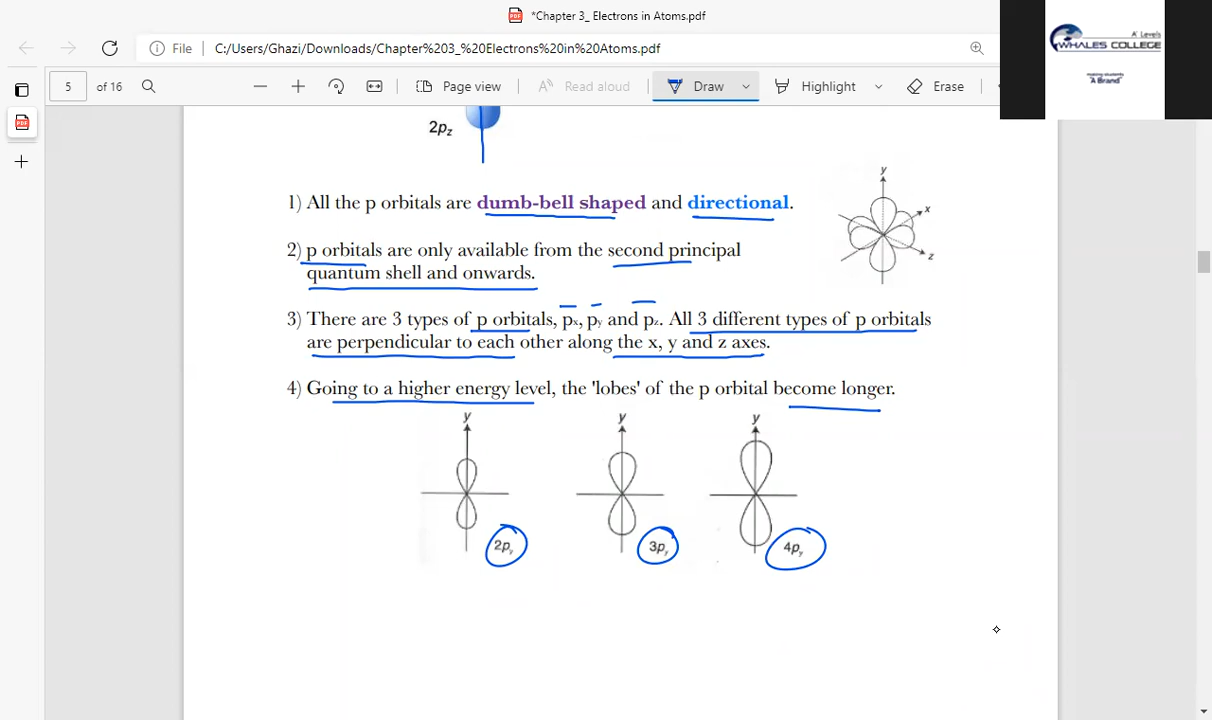 *Chapter 3_ Electrons in Atoms.pdf
File C:/Users/Ghazi/Downloads/Chapter%203_%20Electrons%20in%20Atoms.pdf
A' Level's
WHALES COLLEGE
making students
'A Brand'
5 of 16 Page view Read aloud Draw Highlight Erase
2pz
1) All the p orbitals are dumb-bell shaped and directional.
2) p orbitals are only available from the second principal
quantum shell and onwards.
3) There are 3 types of p orbitals, px, py and pz. All 3 different types of p orbitals
are perpendicular to each other along the x, y and z axes.
4) Going to a higher energy level, the 'lobes' of the p orbital become longer.
y
x
z
y y y
2py 3py 4py